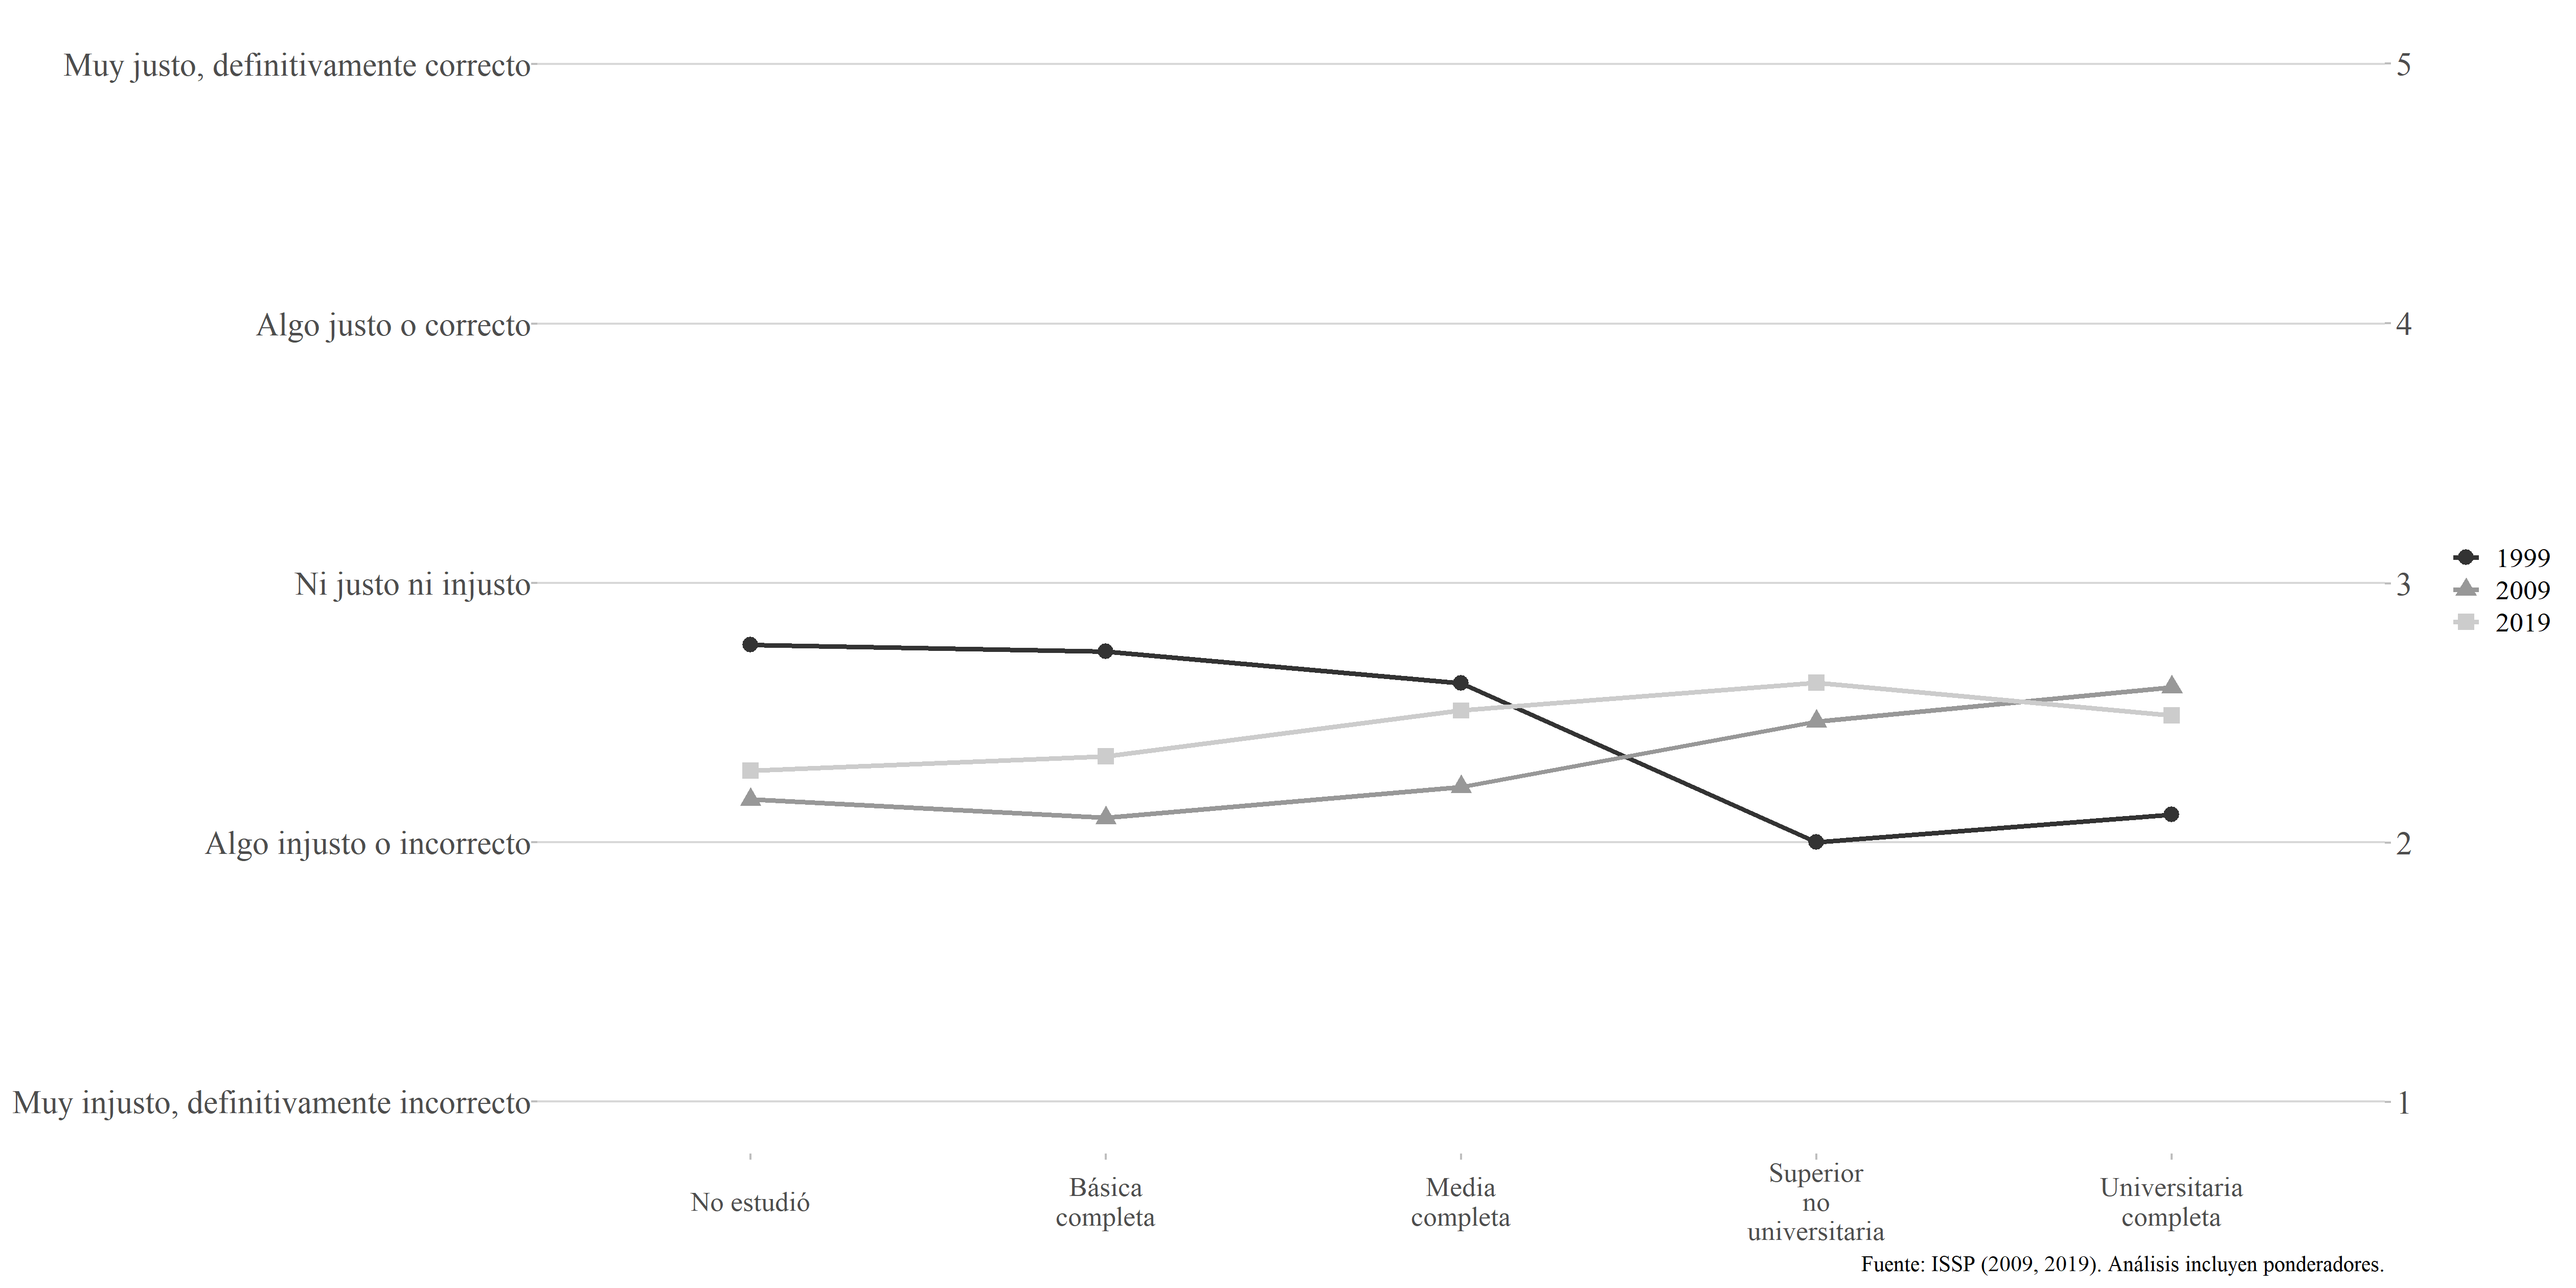 Muy justo, definitivamente correcto
5
Algo justo o correcto
4
Ni justo ni injusto
3
Algo injusto o incorrecto
2
Muy injusto, definitivamente incorrecto
1
1999
2009
2019
No estudió
Básica
completa
Media
completa
Superior
no
universitaria
Universitaria
completa
Fuente: ISSP (2009, 2019). Análisis incluyen ponderadores.